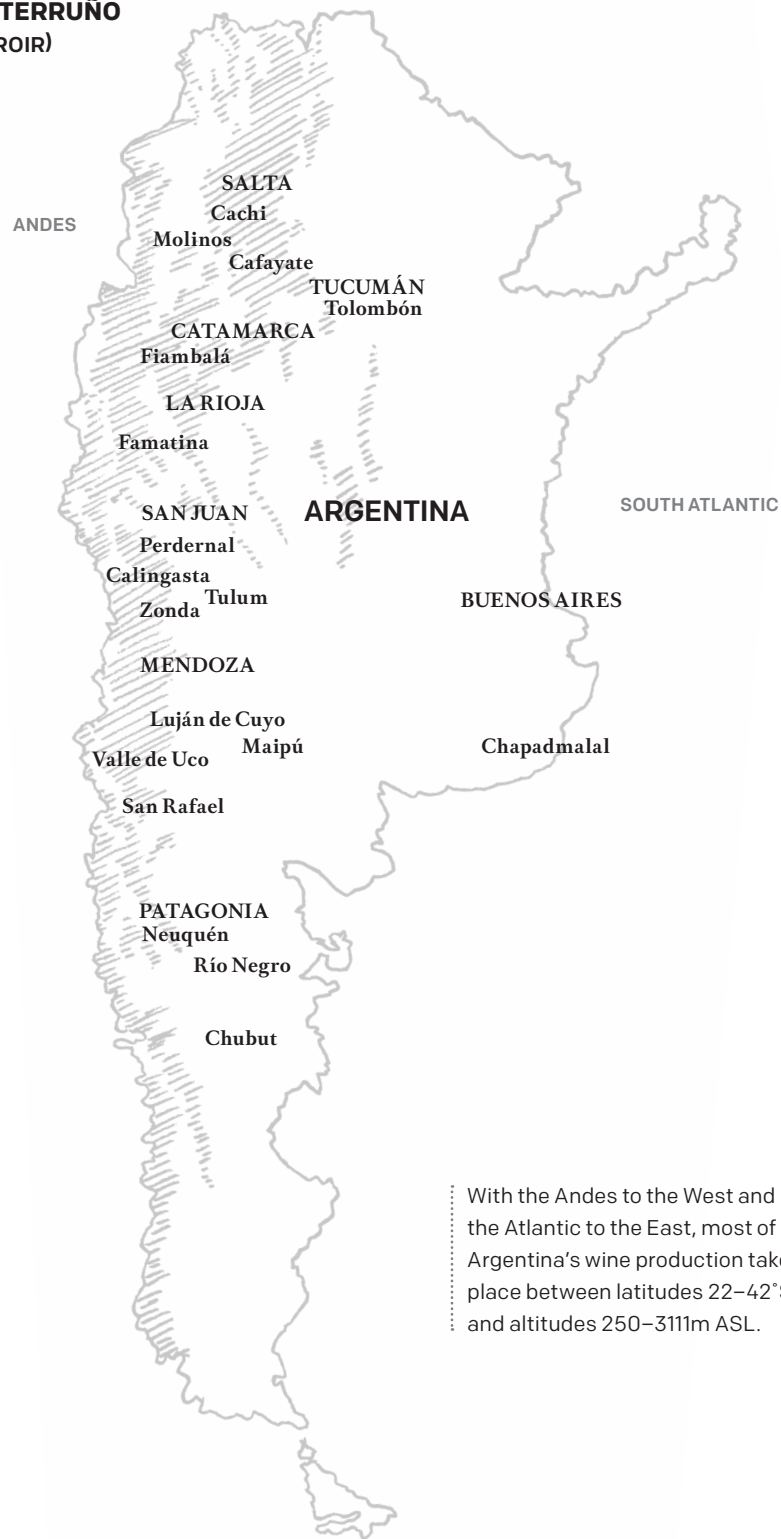 TERRUÑO
ROIR)
SALTA
ANDES
Cachi
Molinos
Cafayate
TUCUMÁN
Tolombón
CATAMARCA
Fiambalá
LA RIOJA
Famatina
SAN JUAN
ARGENTINA
SOUTH ATLANTIC
Perdernal
Calingasta
Tulum
Zonda
BUENOS AIRES
MENDOZA
Luján de Cuyo
Maipú
Chapadmalal
Valle de Uco
San Rafael
PATAGONIA
Neuquén
Río Negro
Chubut
With the Andes to the West and
the Atlantic to the East, most of
Argentina’s wine production take
place between latitudes 22–42°S
and altitudes 250–3111m ASL.